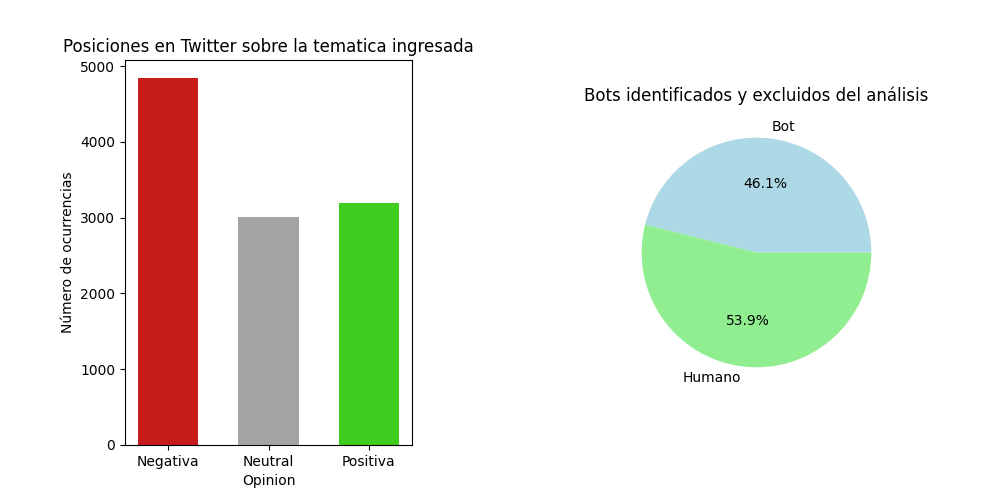 Posiciones en Twitter sobre la tematica ingresada
5000
4000
3000
2000
1000
0
Número de ocurrencias
Negativa
Neutral
Positiva
Opinion
Bots identificados y excluidos del análisis
Bot
46.1%
53.9%
Humano